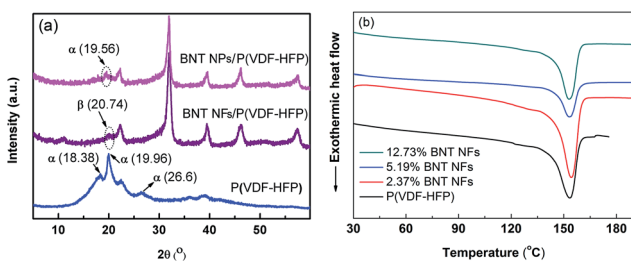 (a)
α (19.56)
BNT NPs/P(VDF-HFP)
β (20.74)
BNT NFs/P(VDF-HFP)
α (18.38)
α (19.96)
α (26.6)
P(VDF-HFP)
Intensity (a.u.)
10 20 30 40 50
2θ (°)
(b)
Exothermic heat flow
12.73% BNT NFs
5.19% BNT NFs
2.37% BNT NFs
P(VDF-HFP)
30 60 90 120 150 180
Temperature (°C)